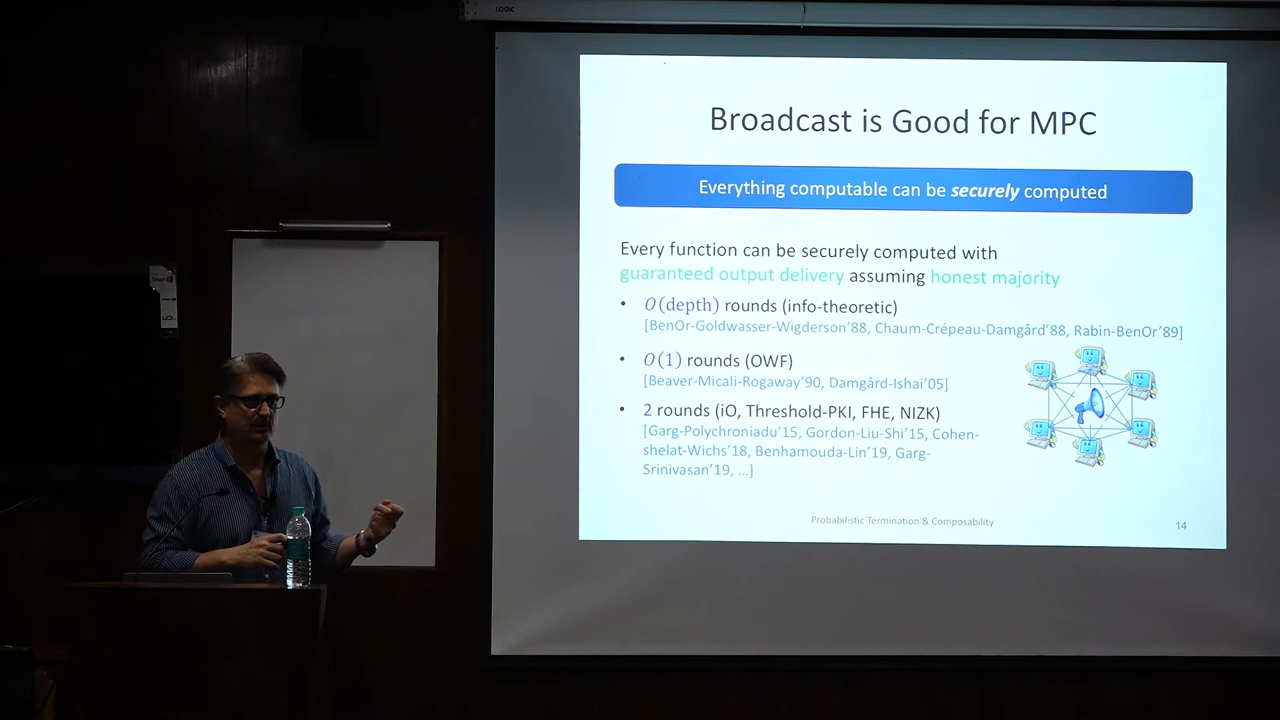 LOGIC
Broadcast is Good for MPC
Everything computable can be securely computed
Every function can be securely computed with
guaranteed output delivery assuming honest majority
• O(depth) rounds (info-theoretic)
[BenOr-Goldwasser-Wigderson’88, Chaum-Crépeau-Damgård’88, Rabin-BenOr’89]
• O(1) rounds (OWF)
[Beaver-Micali-Rogaway’90, Damgård-Ishai’05]
• 2 rounds (iO, Threshold-PKI, FHE, NIZK)
[Garg-Polychroniadu’15, Gordon-Liu-Shi’15, Cohen-
shelat-Wichs’18, Benhamouda-Lin’19, Garg-
Srinivasan’19, …]
Probabilistic Termination & Composability
14